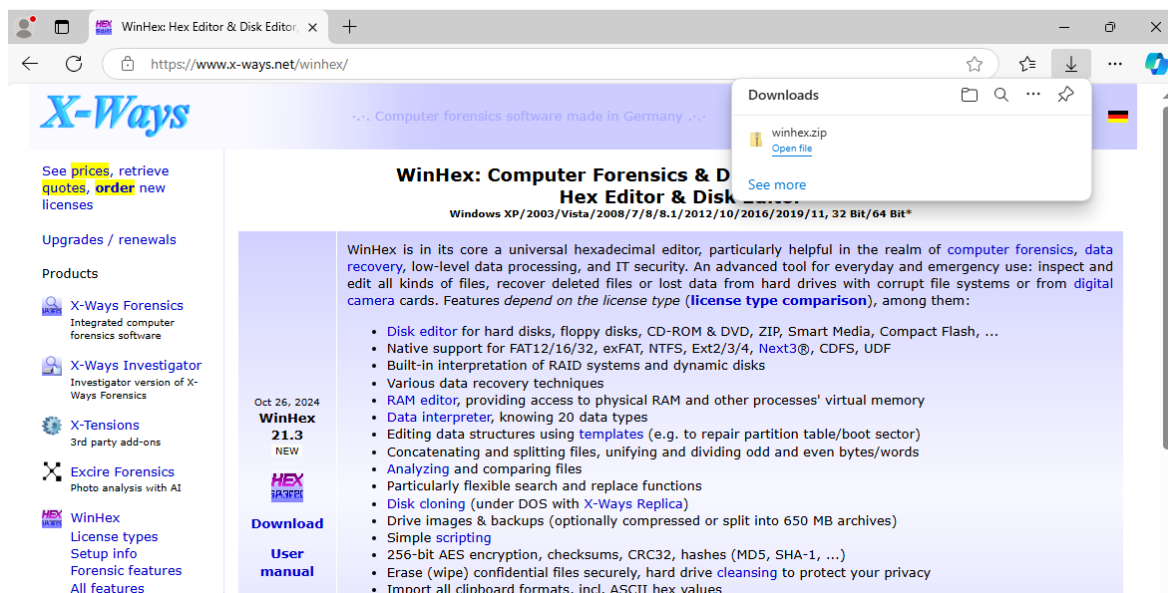 WinHex: Hex Editor & Disk Editor,
https://www.x-ways.net/winhex/
Downloads
winhex.zip
Open file
See more
X-Ways
·.·. Computer forensics software made in Germany .·.·
See prices, retrieve
quotes, order new
licenses
Upgrades / renewals
Products
X-Ways Forensics
Integrated computer
forensics software
X-Ways Investigator
Investigator version of X-
Ways Forensics
X-Tensions
3rd party add-ons
Excire Forensics
Photo analysis with AI
HEX
WinHex
License types
Setup info
Forensic features
All features
WinHex: Computer Forensics & D
Hex Editor & Disk
Windows XP/2003/Vista/2008/7/8/8.1/2012/10/2016/2019/11, 32 Bit/64 Bit*
Oct 26, 2024
WinHex
21.3
NEW
HEX
Download
User
manual
WinHex is in its core a universal hexadecimal editor, particularly helpful in the realm of computer forensics, data
recovery, low-level data processing, and IT security. An advanced tool for everyday and emergency use: inspect and
edit all kinds of files, recover deleted files or lost data from hard drives with corrupt file systems or from digital
camera cards. Features depend on the license type (license type comparison), among them:
• Disk editor for hard disks, floppy disks, CD-ROM & DVD, ZIP, Smart Media, Compact Flash, ...
• Native support for FAT12/16/32, exFAT, NTFS, Ext2/3/4, Next3®, CDFS, UDF
• Built-in interpretation of RAID systems and dynamic disks
• Various data recovery techniques
• RAM editor, providing access to physical RAM and other processes' virtual memory
• Data interpreter, knowing 20 data types
• Editing data structures using templates (e.g. to repair partition table/boot sector)
• Concatenating and splitting files, unifying and dividing odd and even bytes/words
• Analyzing and comparing files
• Particularly flexible search and replace functions
• Disk cloning (under DOS with X-Ways Replica)
• Drive images & backups (optionally compressed or split into 650 MB archives)
• Simple scripting
• 256-bit AES encryption, checksums, CRC32, hashes (MD5, SHA-1, ...)
• Erase (wipe) confidential files securely, hard drive cleansing to protect your privacy
• Import all clipboard formats, incl. ASCII hex values